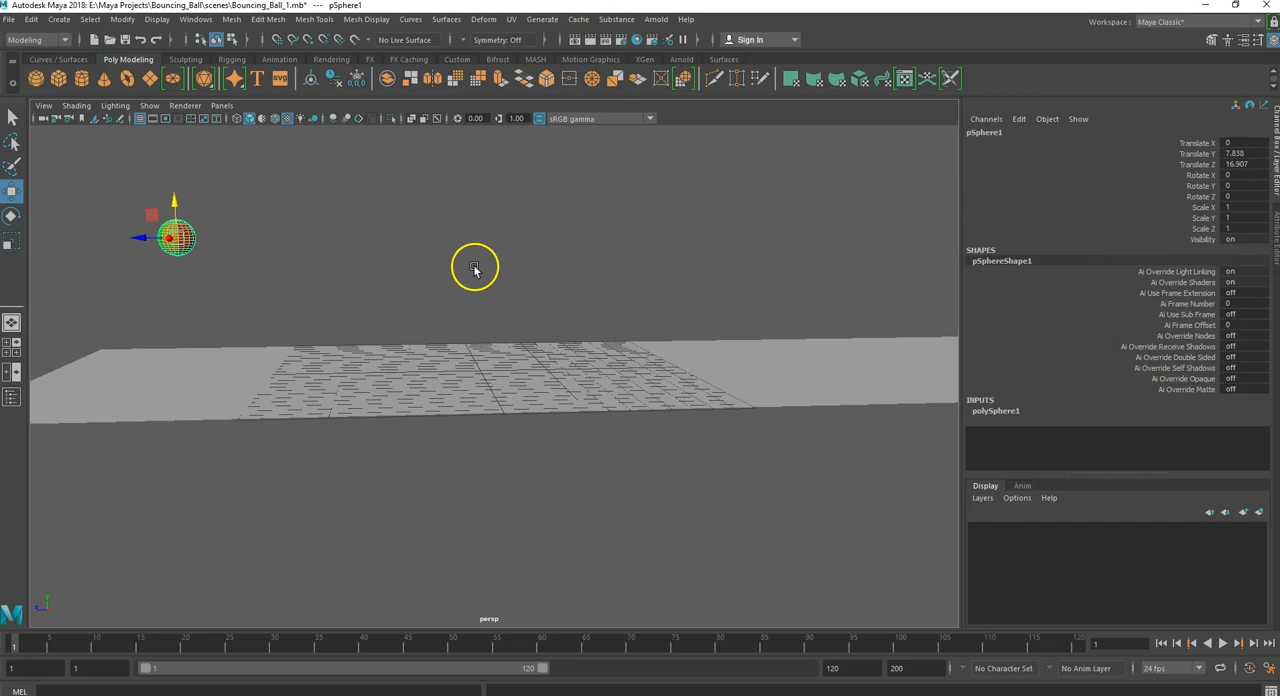 Autodesk Maya 2018: E:\Maya Projects\Bouncing_Ball\scenes\Bouncing_Ball_1.mb* --- pSphere1
File Edit Create Select Modify Display Windows Mesh Edit Mesh Mesh Tools Mesh Display Curves Surfaces Deform UV Generate Cache Substance Arnold Help Workspace : Maya Classic*
Modeling No Live Surface Symmetry: Off Sign In
Curves / Surfaces Poly Modeling Sculpting Rigging Animation Rendering FX FX Caching Custom Bifrost MASH Motion Graphics XGen Arnold Surfaces
View Shading Lighting Show Renderer Panels
0.00 1.00 sRGB gamma
Channels Edit Object Show
pSphere1
Translate X 0
Translate Y 7.838
Translate Z 16.907
Rotate X 0
Rotate Y 0
Rotate Z 0
Scale X 1
Scale Y 1
Scale Z 1
Visibility on
SHAPES
pSphereShape1
Ai Override Light Linking on
Ai Override Shaders on
Ai Use Frame Extension off
Ai Frame Number 0
Ai Use Sub Frame off
Ai Frame Offset 0
Ai Override Nodes off
Ai Override Receive Shadows off
Ai Override Double Sided off
Ai Override Self Shadows off
Ai Override Opaque off
Ai Override Matte off
INPUTS
polySphere1
Display Anim
Layers Options Help
Channel Box / Layer Editor
Attribute Editor
persp
5 10 15 20 25 30 35 40 45 50 55 60 65 70 75 80 85 90 95 100 105 110 115 120
1 1
1 1 1 120 120 200 No Character Set No Anim Layer 24 fps
MEL